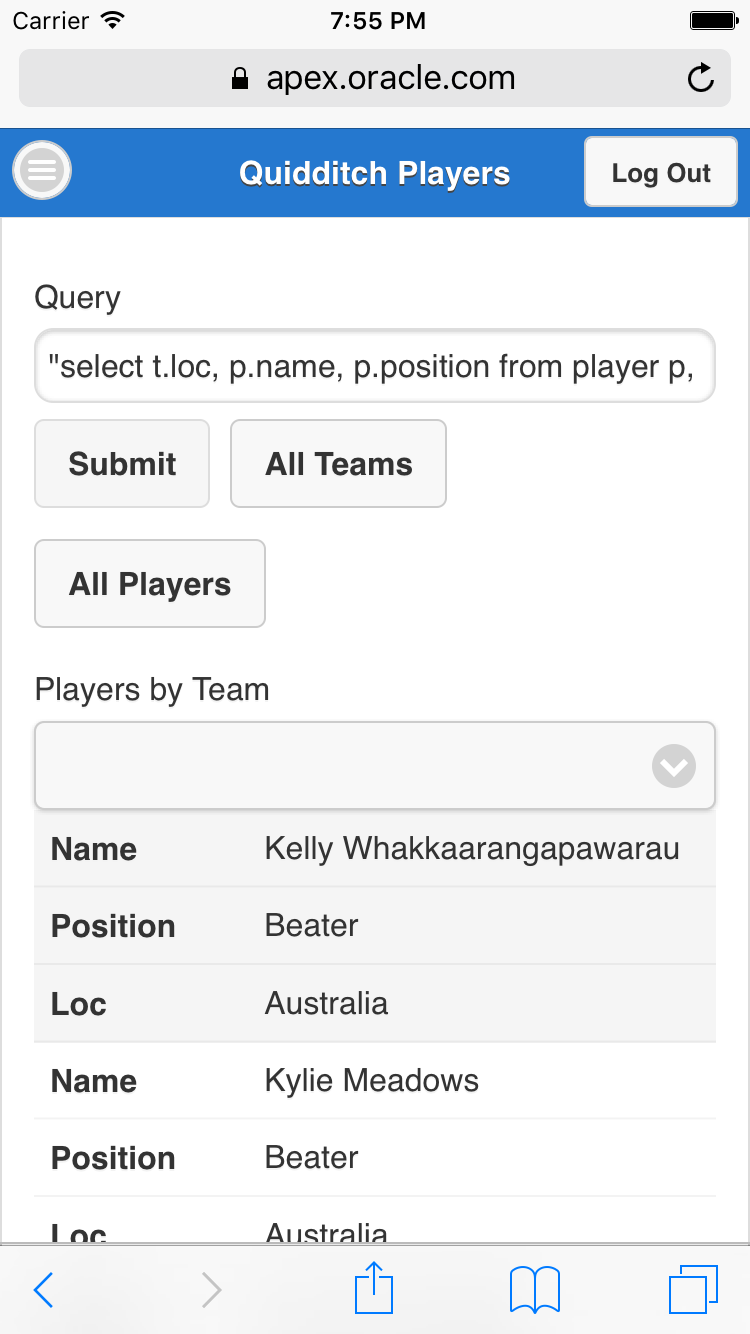 Carrier 7:55 PM
apex.oracle.com
Quidditch Players Log Out
Query
"select t.loc, p.name, p.position from player p,
Submit All Teams
All Players
Players by Team
Name Kelly Whakkaarangapawarau
Position Beater
Loc Australia
Name Kylie Meadows
Position Beater
Loc Australia